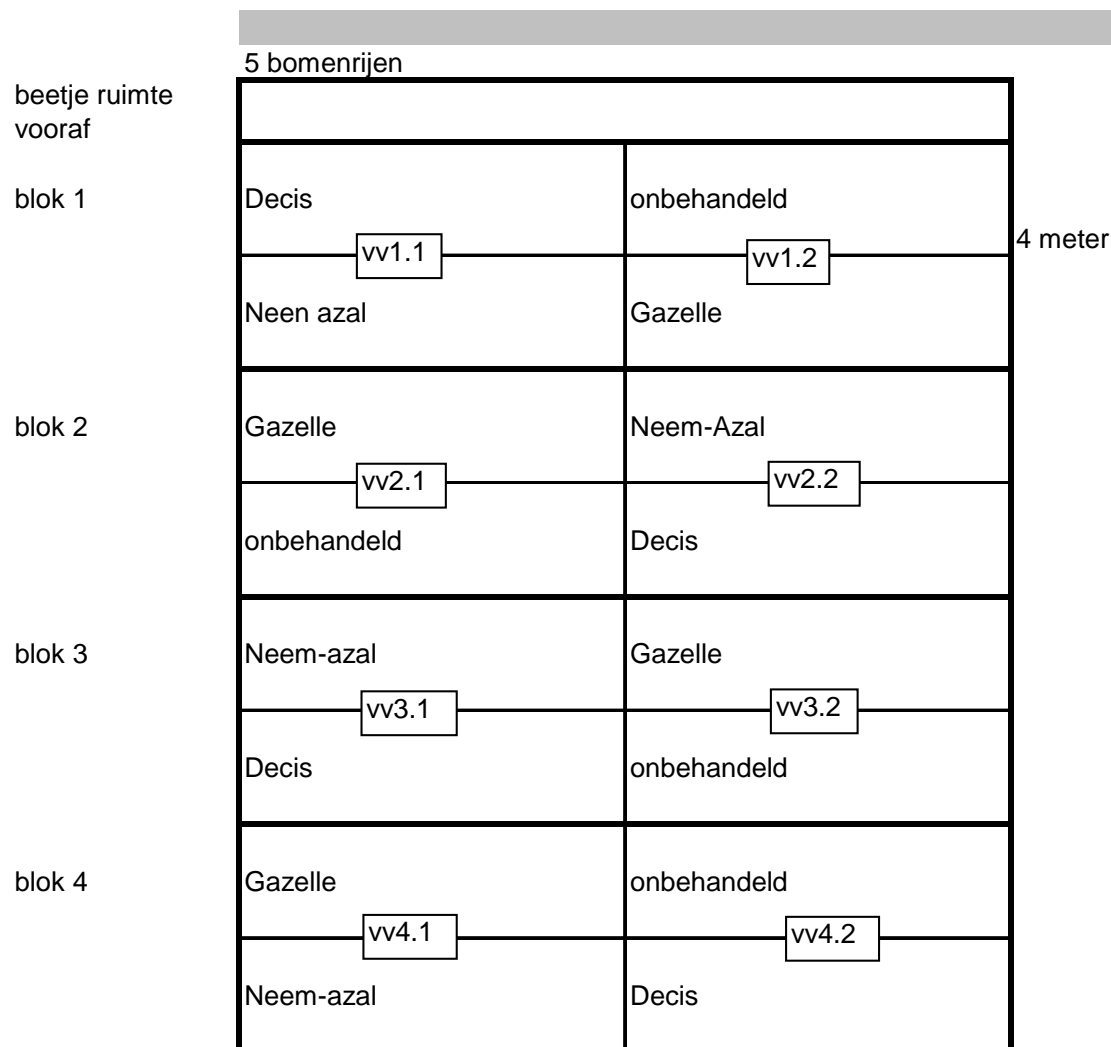 5 bomenrijen
beetje ruimte
vooraf
blok 1
Decis
onbehandeld
4 meter
vv1.1
vv1.2
Neen azal
Gazelle
blok 2
Gazelle
Neem-Azal
vv2.1
vv2.2
onbehandeld
Decis
blok 3
Neem-azal
Gazelle
vv3.1
vv3.2
Decis
onbehandeld
blok 4
Gazelle
onbehandeld
vv4.1
vv4.2
Neem-azal
Decis